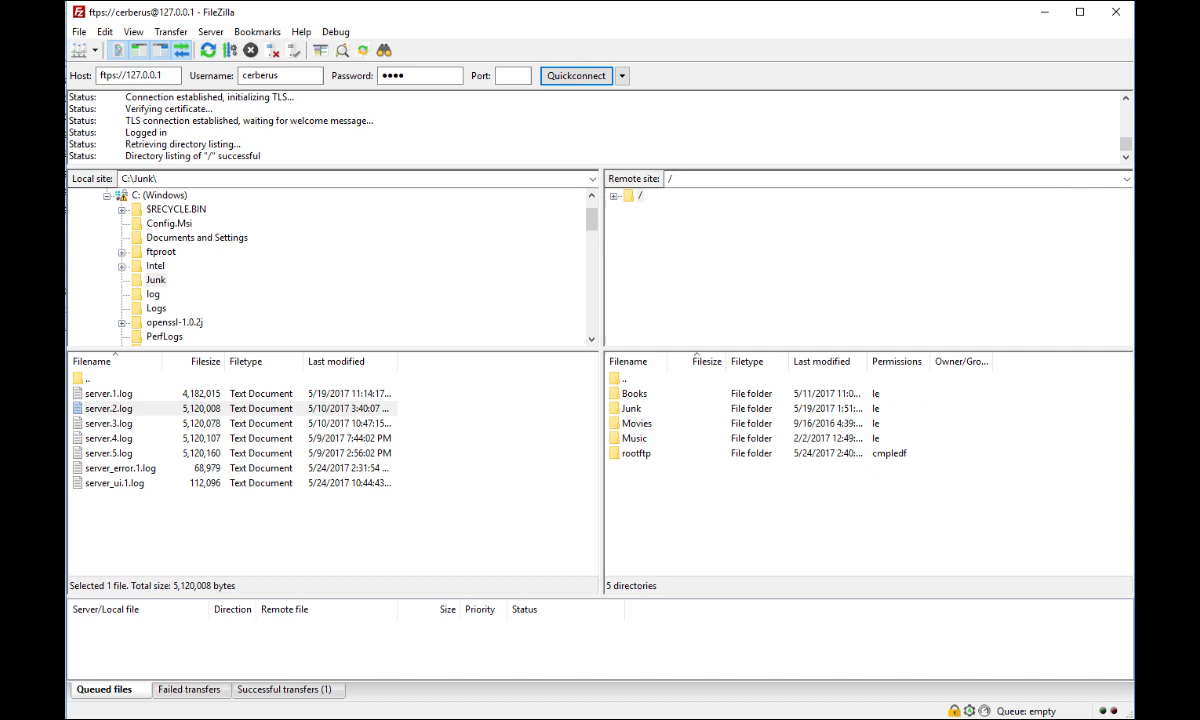 ftps://cerberus@127.0.0.1 - FileZilla
File Edit View Transfer Server Bookmarks Help Debug
Host: ftps://127.0.0.1 Username: cerberus Password: •••• Port: Quickconnect
Status: Connection established, initializing TLS...
Status: Verifying certificate...
Status: TLS connection established, waiting for welcome message...
Status: Logged in
Status: Retrieving directory listing...
Status: Directory listing of "/" successful
Local site: C:\Junk\
C: (Windows)
$RECYCLE.BIN
Config.Msi
Documents and Settings
ftproot
Intel
Junk
log
Logs
openssl-1.0.2j
PerfLogs
Remote site: /
/
Filename Filesize Filetype Last modified
..
server.1.log 4,182,015 Text Document 5/19/2017 11:14:17...
server.2.log 5,120,008 Text Document 5/10/2017 3:40:07 ...
server.3.log 5,120,078 Text Document 5/10/2017 10:47:15...
server.4.log 5,120,107 Text Document 5/9/2017 7:44:02 PM
server.5.log 5,120,160 Text Document 5/9/2017 2:56:02 PM
server_error.1.log 68,979 Text Document 5/24/2017 2:31:54 ...
server_ui.1.log 112,096 Text Document 5/24/2017 10:44:43...
Selected 1 file. Total size: 5,120,008 bytes
Filename Filesize Filetype Last modified Permissions Owner/Gro...
..
Books File folder 5/11/2017 11:0... le
Junk File folder 5/19/2017 1:51:... le
Movies File folder 9/16/2016 4:39:... le
Music File folder 2/2/2017 12:49:... le
rootftp File folder 5/24/2017 2:40:... cmpledf
5 directories
Server/Local file Direction Remote file Size Priority Status
Queued files Failed transfers Successful transfers (1)
Queue: empty